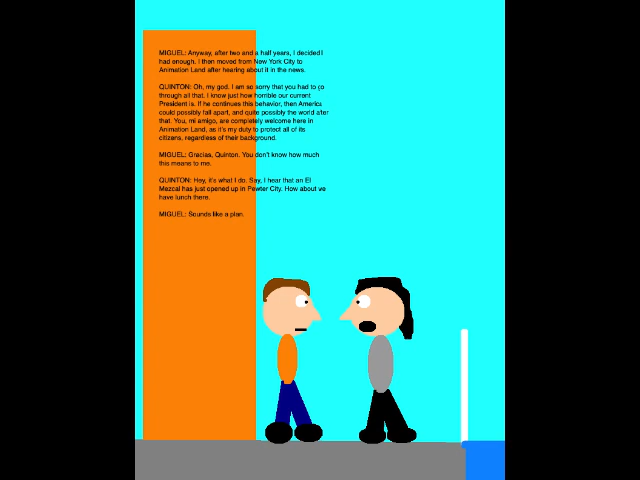 MIGUEL: Anyway, after two and a half years, I decided I
had enough. I then moved from New York City to
Animation Land after hearing about it in the news.
QUINTON: Oh, my god. I am so sorry that you had to go
through all that. I know just how horrible our current
President is. If he continues this behavior, then America
could possibly fall apart, and quite possibly the world after
that. You, mi amigo, are completely welcome here in
Animation Land, as it's my duty to protect all of its
citizens, regardless of their background.
MIGUEL: Gracias, Quinton. You don't know how much
this means to me.
QUINTON: Hey, it's what I do. Say, I hear that an El
Mezcal has just opened up in Pewter City. How about we
have lunch there.
MIGUEL: Sounds like a plan.